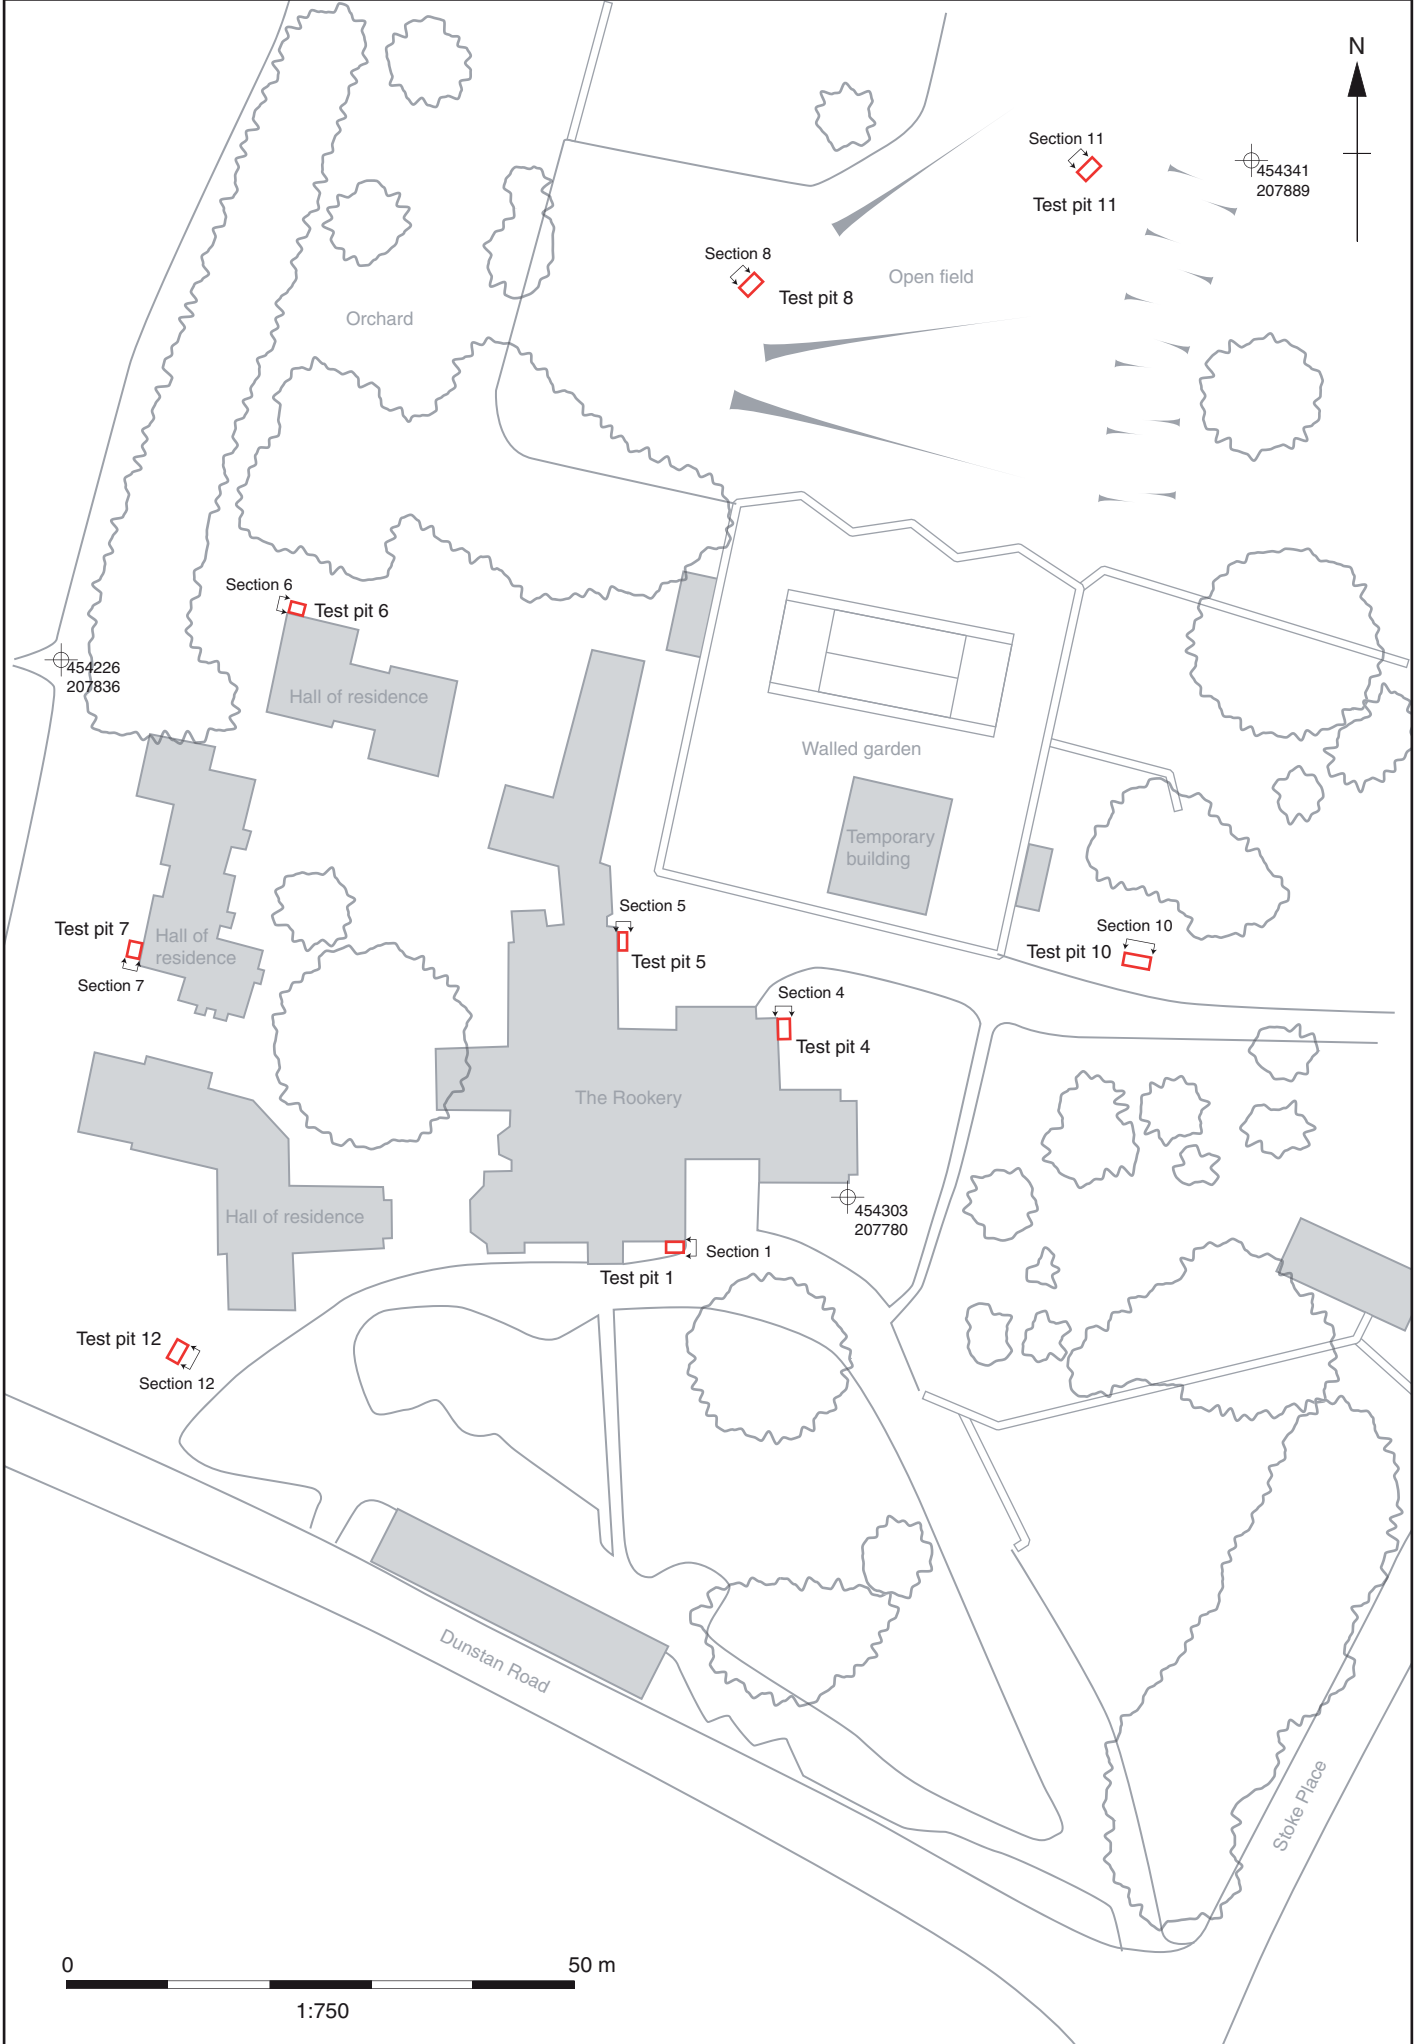 N
Section 11
454341
207889
Test pit 11
Section 8
Open field
Test pit 8
Orchard
Section 6
Test pit 6
454226
207836
Hall of residence
Walled garden
Temporary
building
Section 5
Test pit 5
Test pit 7
Hall of
residence
Section 7
Section 10
Test pit 10
Section 4
Test pit 4
The Rookery
454303
207780
Hall of residence
Section 1
Test pit 1
Test pit 12
Section 12
Dunstan Road
Stoke Place
0
50 m
1:750